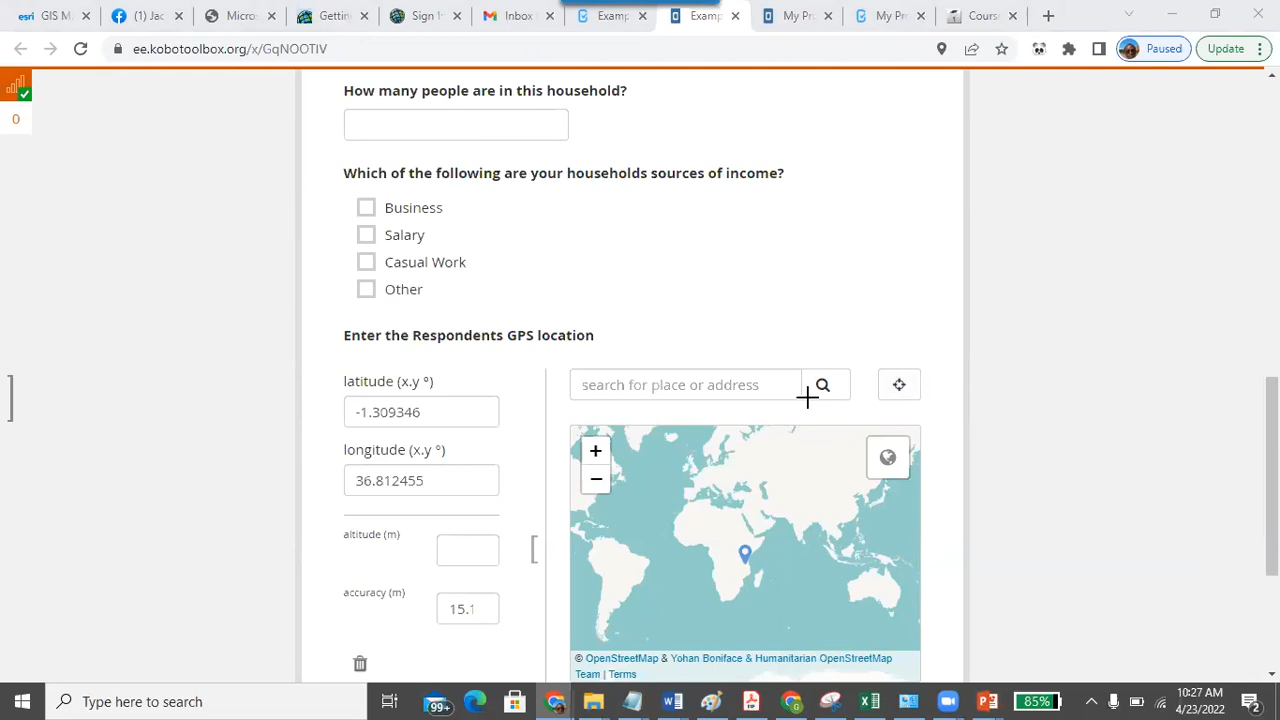 esri GIS M
(1) Jac
MicroS
Getting
Sign I
Inbox
Examp
Examp
My Pr
My Pr
Cours
ee.kobotoolbox.org/x/GqNOOTIV
Paused
Update
0
How many people are in this household?
Which of the following are your households sources of income?
Business
Salary
Casual Work
Other
Enter the Respondents GPS location
latitude (x.y °)
-1.309346
longitude (x.y °)
36.812455
altitude (m)
accuracy (m)
15.1
search for place or address
+
−
© OpenStreetMap & Yohan Boniface & Humanitarian OpenStreetMap
Team | Terms
Type here to search
99+
85%
10:27 AM
4/23/2022
2